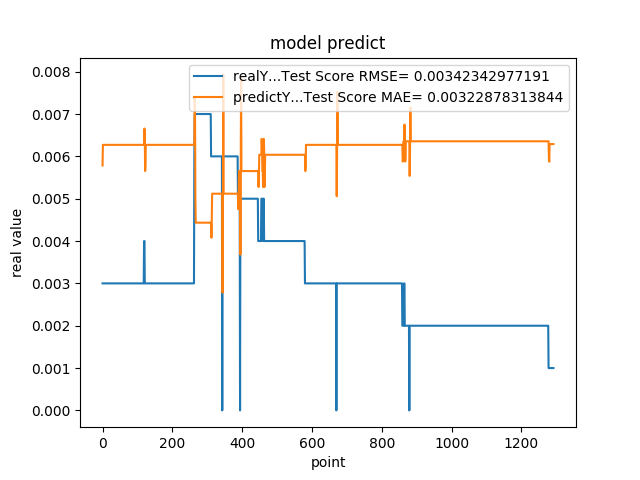 model predict
realY...Test Score RMSE= 0.00342342977191
predictY...Test Score MAE= 0.00322878313844
real value
0.008
0.007
0.006
0.005
0.004
0.003
0.002
0.001
0.000
0 200 400 600 800 1000 1200
point